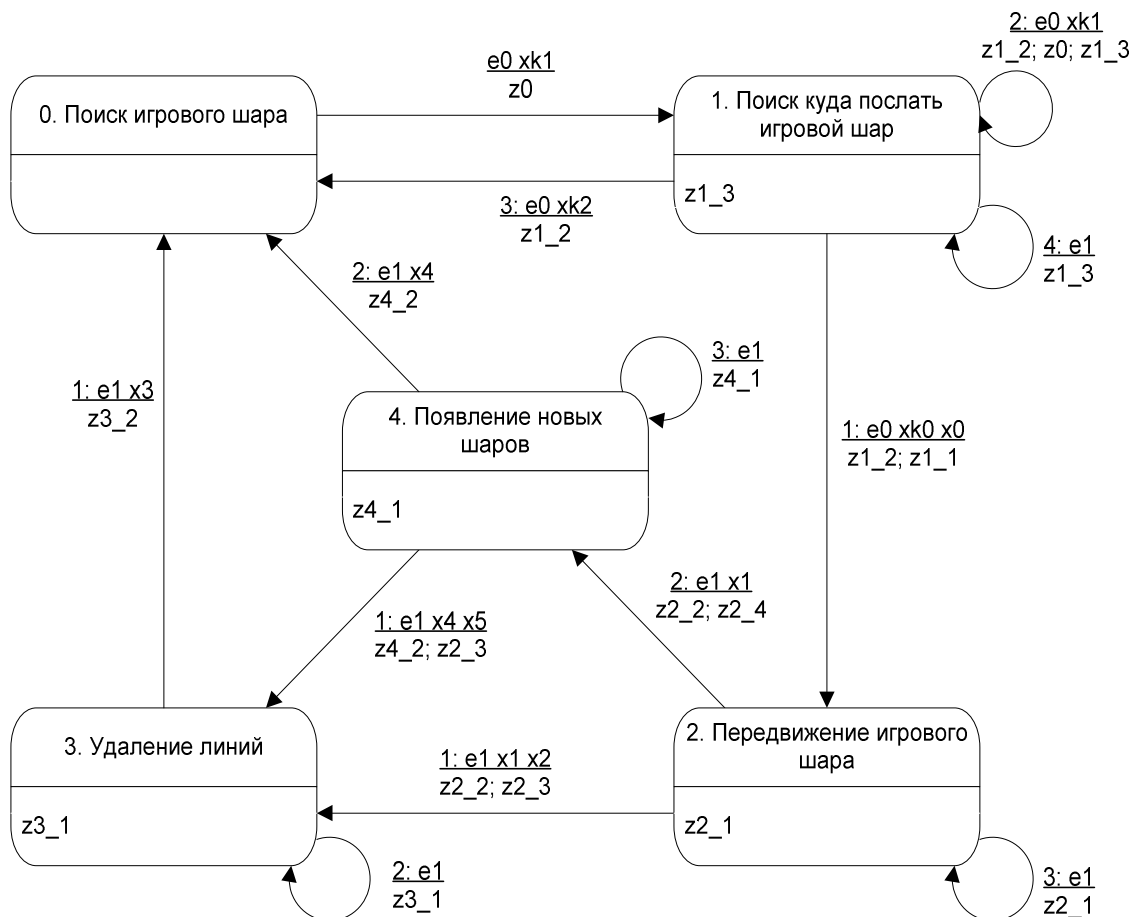 2: e0 xk1
z1_2; z0; z1_3
e0 xk1
z0
0. Поиск игрового шара
1. Поиск куда послать
игровой шар
z1_3
3: e0 xk2
z1_2
4: e1
z1_3
2: e1 x4
z4_2
3: e1
z4_1
1: e1 x3
z3_2
4. Появление новых
шаров
z4_1
1: e0 xk0 x0
z1_2; z1_1
2: e1 x1
z2_2; z2_4
1: e1 x4 x5
z4_2; z2_3
3. Удаление линий
z3_1
1: e1 x1 x2
z2_2; z2_3
2. Передвижение игрового
шара
z2_1
2: e1
z3_1
3: e1
z2_1